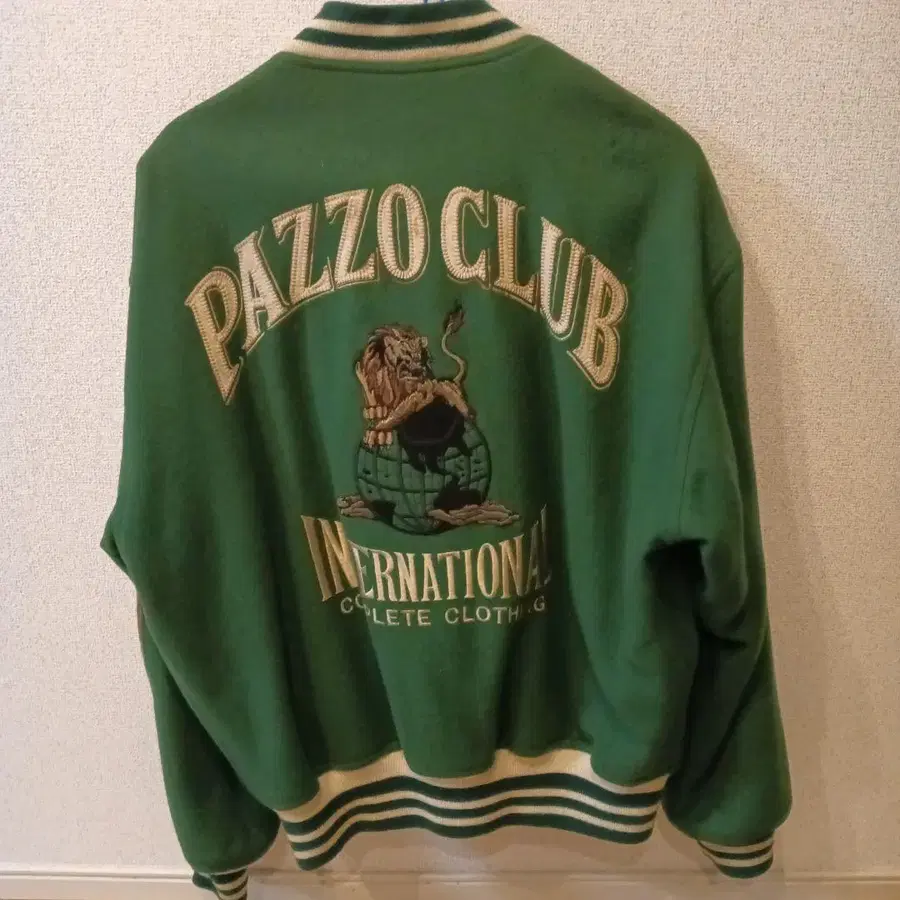 PAZZO CLUB
INTERNATIONAL
COMPLETE CLOTHING